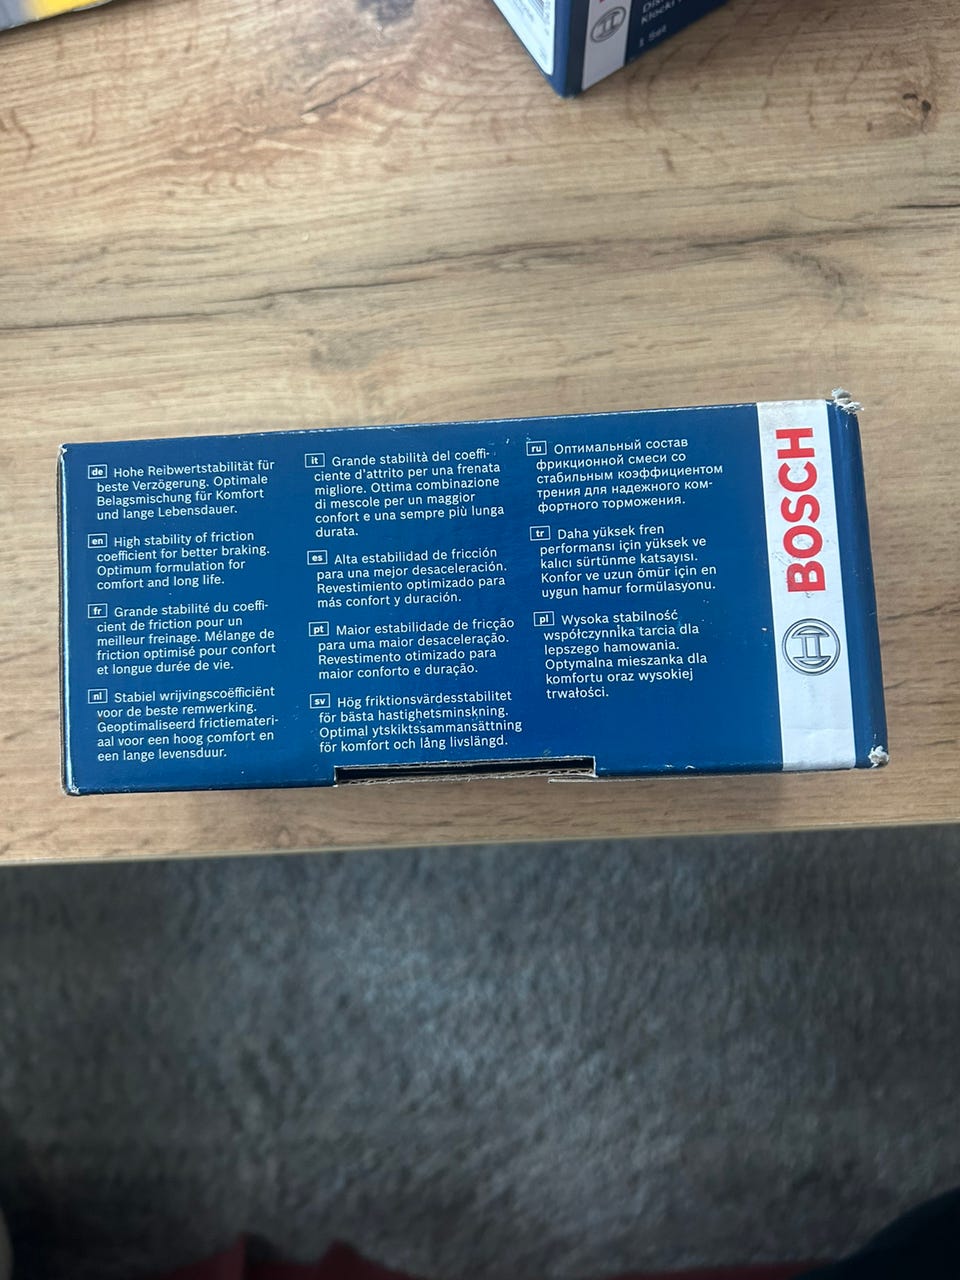 Klocki
1 Set
de Hohe Reibwertstabilität für
beste Verzögerung. Optimale
Belagsmischung für Komfort
und lange Lebensdauer.
en High stability of friction
coefficient for better braking.
Optimum formulation for
comfort and long life.
fr Grande stabilité du coeffi-
cient de friction pour un
meilleur freinage. Mélange de
friction optimisé pour confort
et longue durée de vie.
nl Stabiel wrijvingscoëfficiënt
voor de beste remwerking.
Geoptimaliseerd frictiemateri-
aal voor een hoog comfort en
een lange levensduur.
it Grande stabilità del coeffi-
ciente d'attrito per una frenata
migliore. Ottima combinazione
di mescole per un maggior
confort e una sempre più lunga
durata.
es Alta estabilidad de fricción
para una mejor desaceleración.
Revestimiento optimizado para
más confort y duración.
pt Maior estabilidade de fricção
para uma maior desaceleração.
Revestimento otimizado para
maior conforto e duração.
sv Hög friktionsvärdesstabilitet
för bästa hastighetsminskning.
Optimal ytskiktssammansättning
för komfort och lång livslängd.
ru Оптимальный состав
фрикционной смеси со
стабильным коэффициентом
трения для надежного ком-
фортного торможения.
tr Daha yüksek fren
performansı için yüksek ve
kalıcı sürtünme katsayısı.
Konfor ve uzun ömür için en
uygun hamur formülasyonu.
pl Wysoka stabilność
współczynnika tarcia dla
lepszego hamowania.
Optymalna mieszanka dla
komfortu oraz wysokiej
trwałości.
BOSCH